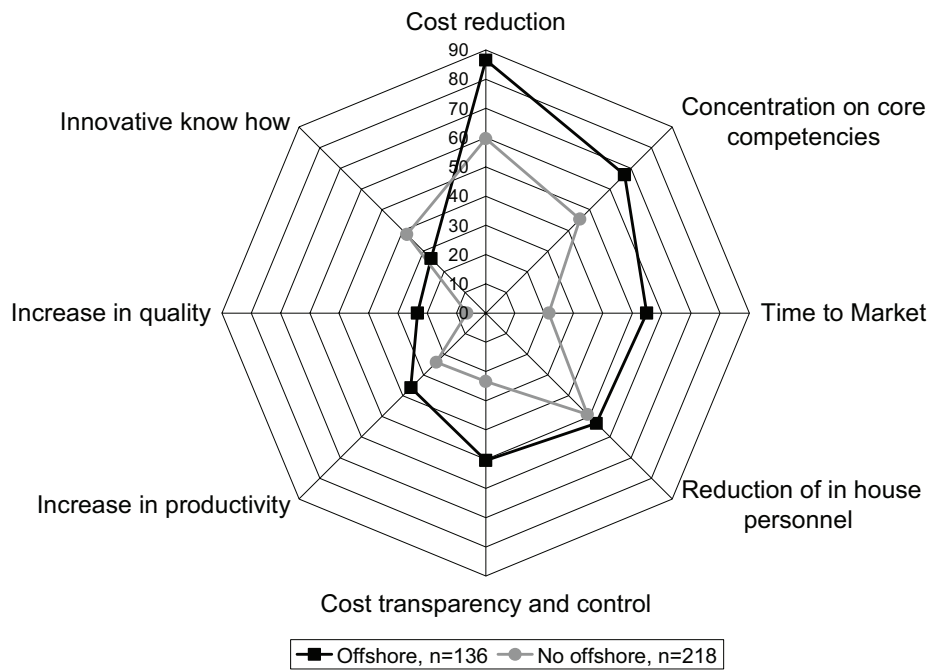 Cost reduction
90
80
70
60
50
40
30
20
10
0
Concentration on core
competencies
Time to Market
Reduction of in house
personnel
Cost transparency and control
Increase in productivity
Increase in quality
Innovative know how
Offshore, n=136 No offshore, n=218